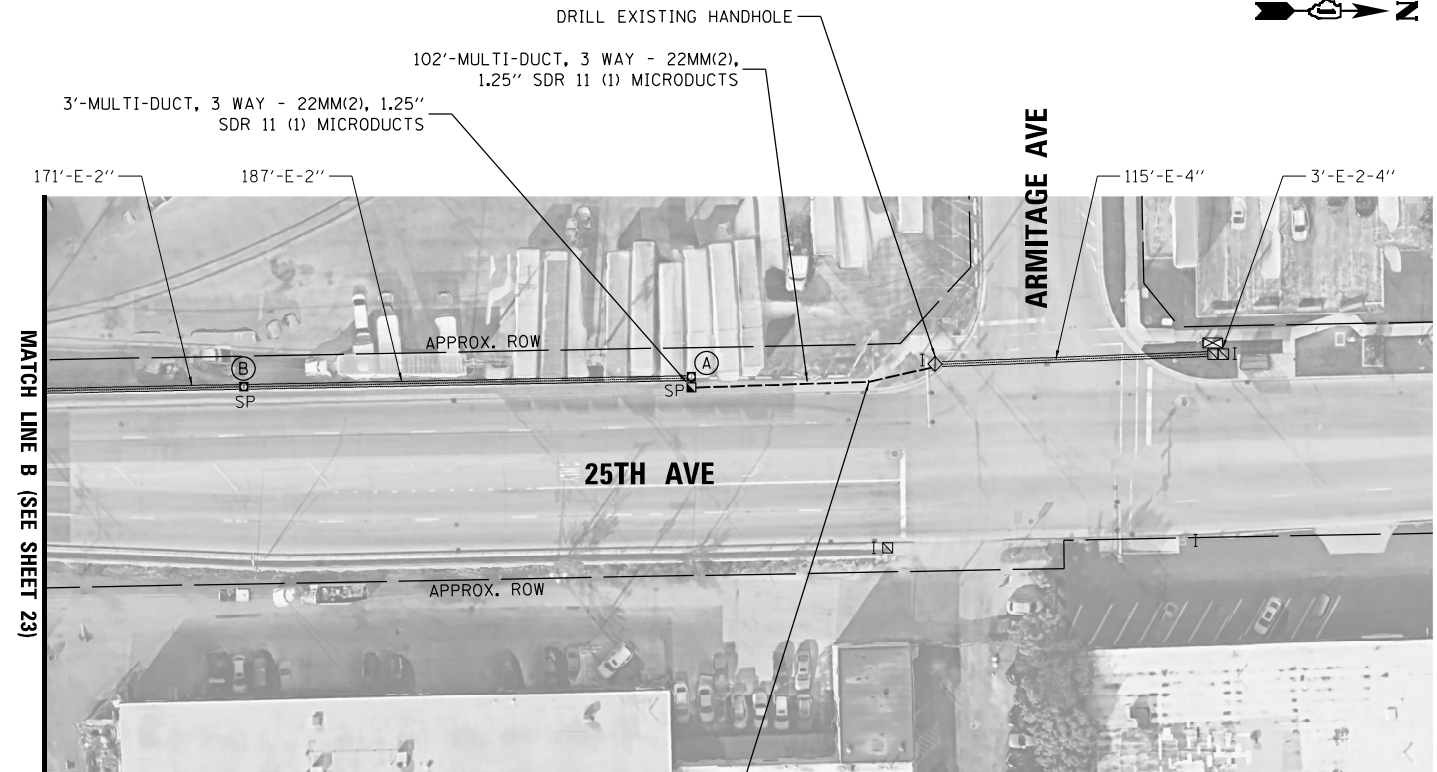 DRILL EXISTING HANDHOLE
N
102'-MULTI-DUCT, 3 WAY - 22MM(2),
1.25'' SDR 11 (1) MICRODUCTS
3'-MULTI-DUCT, 3 WAY - 22MM(2), 1.25''
SDR 11 (1) MICRODUCTS
ARMITAGE AVE
171'-E-2''
187'-E-2''
115'-E-4''
3'-E-2-4''
APPROX. ROW
B
SP
A
SP
I
I
MATCH LINE B (SEE SHEET 23)
25TH AVE
I
I
APPROX. ROW